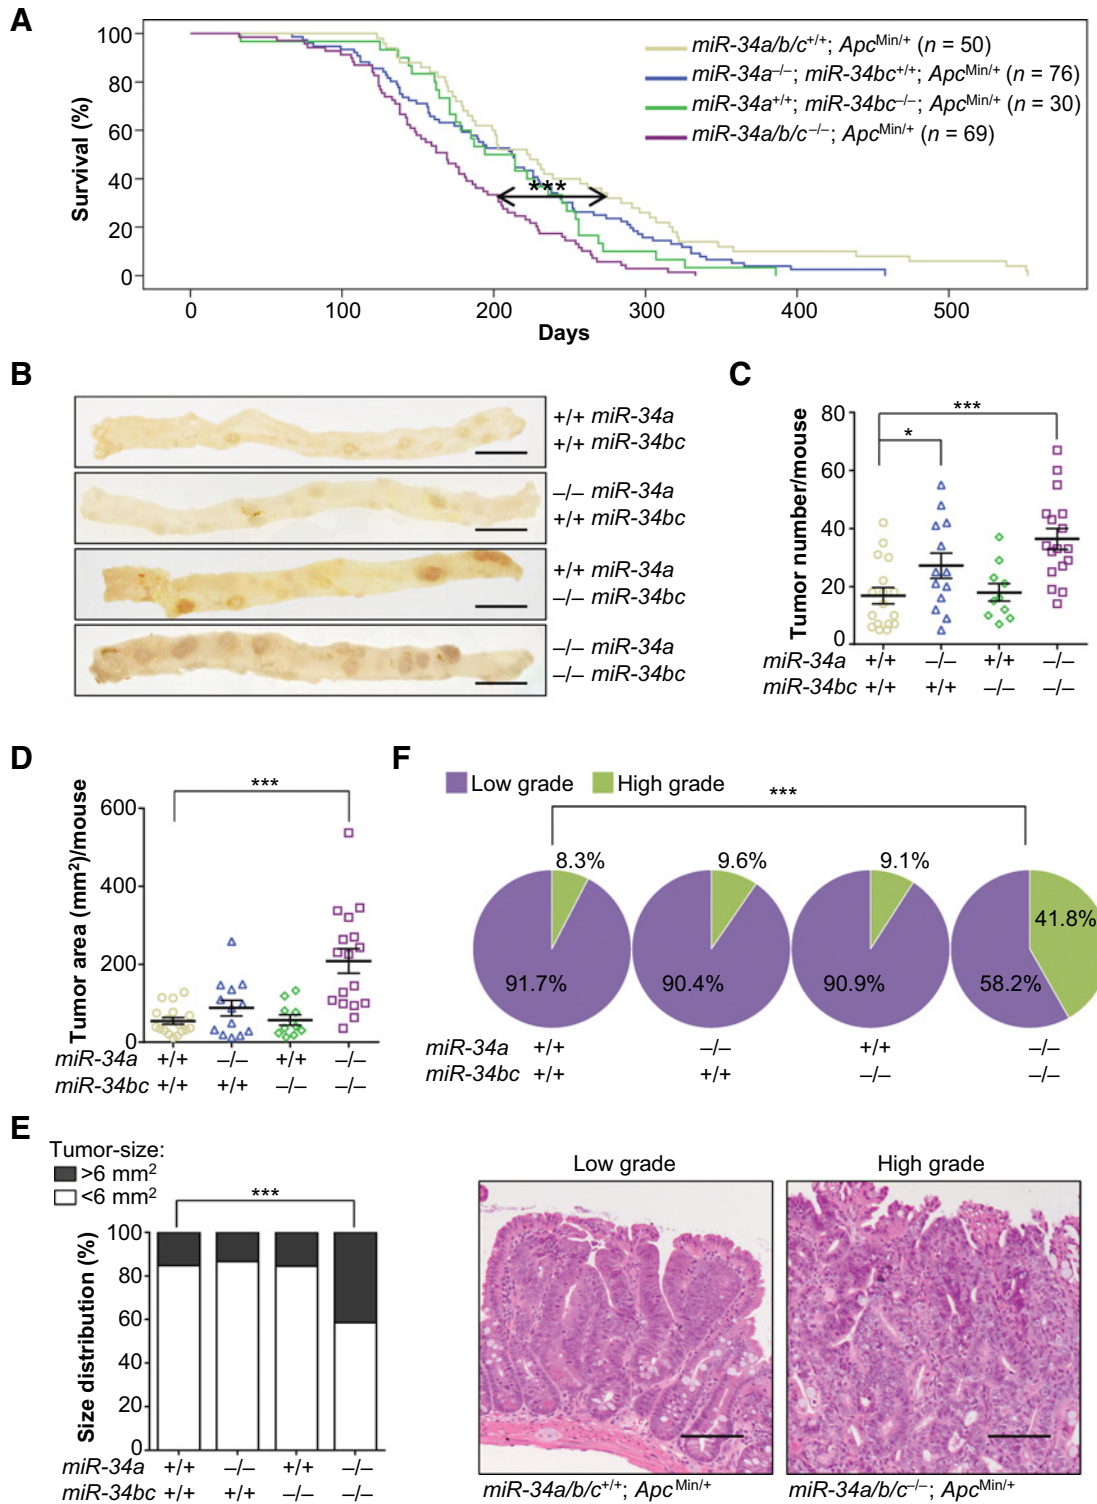 A
100
80
60
40
20
0
Survival (%)
miR-34a/b/c+/+; ApcMin/+ (n = 50)
miR-34a–/–; miR-34bc+/+; ApcMin/+ (n = 76)
miR-34a+/+; miR-34bc–/–; ApcMin/+ (n = 30)
miR-34a/b/c–/–; ApcMin/+ (n = 69)
***
0 100 200 300 400 500
Days
B
+/+ miR-34a
+/+ miR-34bc
–/– miR-34a
+/+ miR-34bc
+/+ miR-34a
–/– miR-34bc
–/– miR-34a
–/– miR-34bc
C
Tumor number/mouse
80
60
40
20
0
***
*
miR-34a +/+ –/– +/+ –/–
miR-34bc +/+ +/+ –/– –/–
D
Tumor area (mm2)/mouse
600
400
200
0
***
miR-34a +/+ –/– +/+ –/–
miR-34bc +/+ +/+ –/– –/–
F
Low grade High grade
***
8.3% 9.6% 9.1% 41.8%
91.7% 90.4% 90.9% 58.2%
miR-34a +/+ –/– +/+ –/–
miR-34bc +/+ +/+ –/– –/–
E
Tumor-size:
>6 mm2
<6 mm2
***
Size distribution (%)
100
80
60
40
20
0
miR-34a +/+ –/– +/+ –/–
miR-34bc +/+ +/+ –/– –/–
Low grade High grade
miR-34a/b/c+/+; ApcMin/+ miR-34a/b/c–/–; ApcMin/+